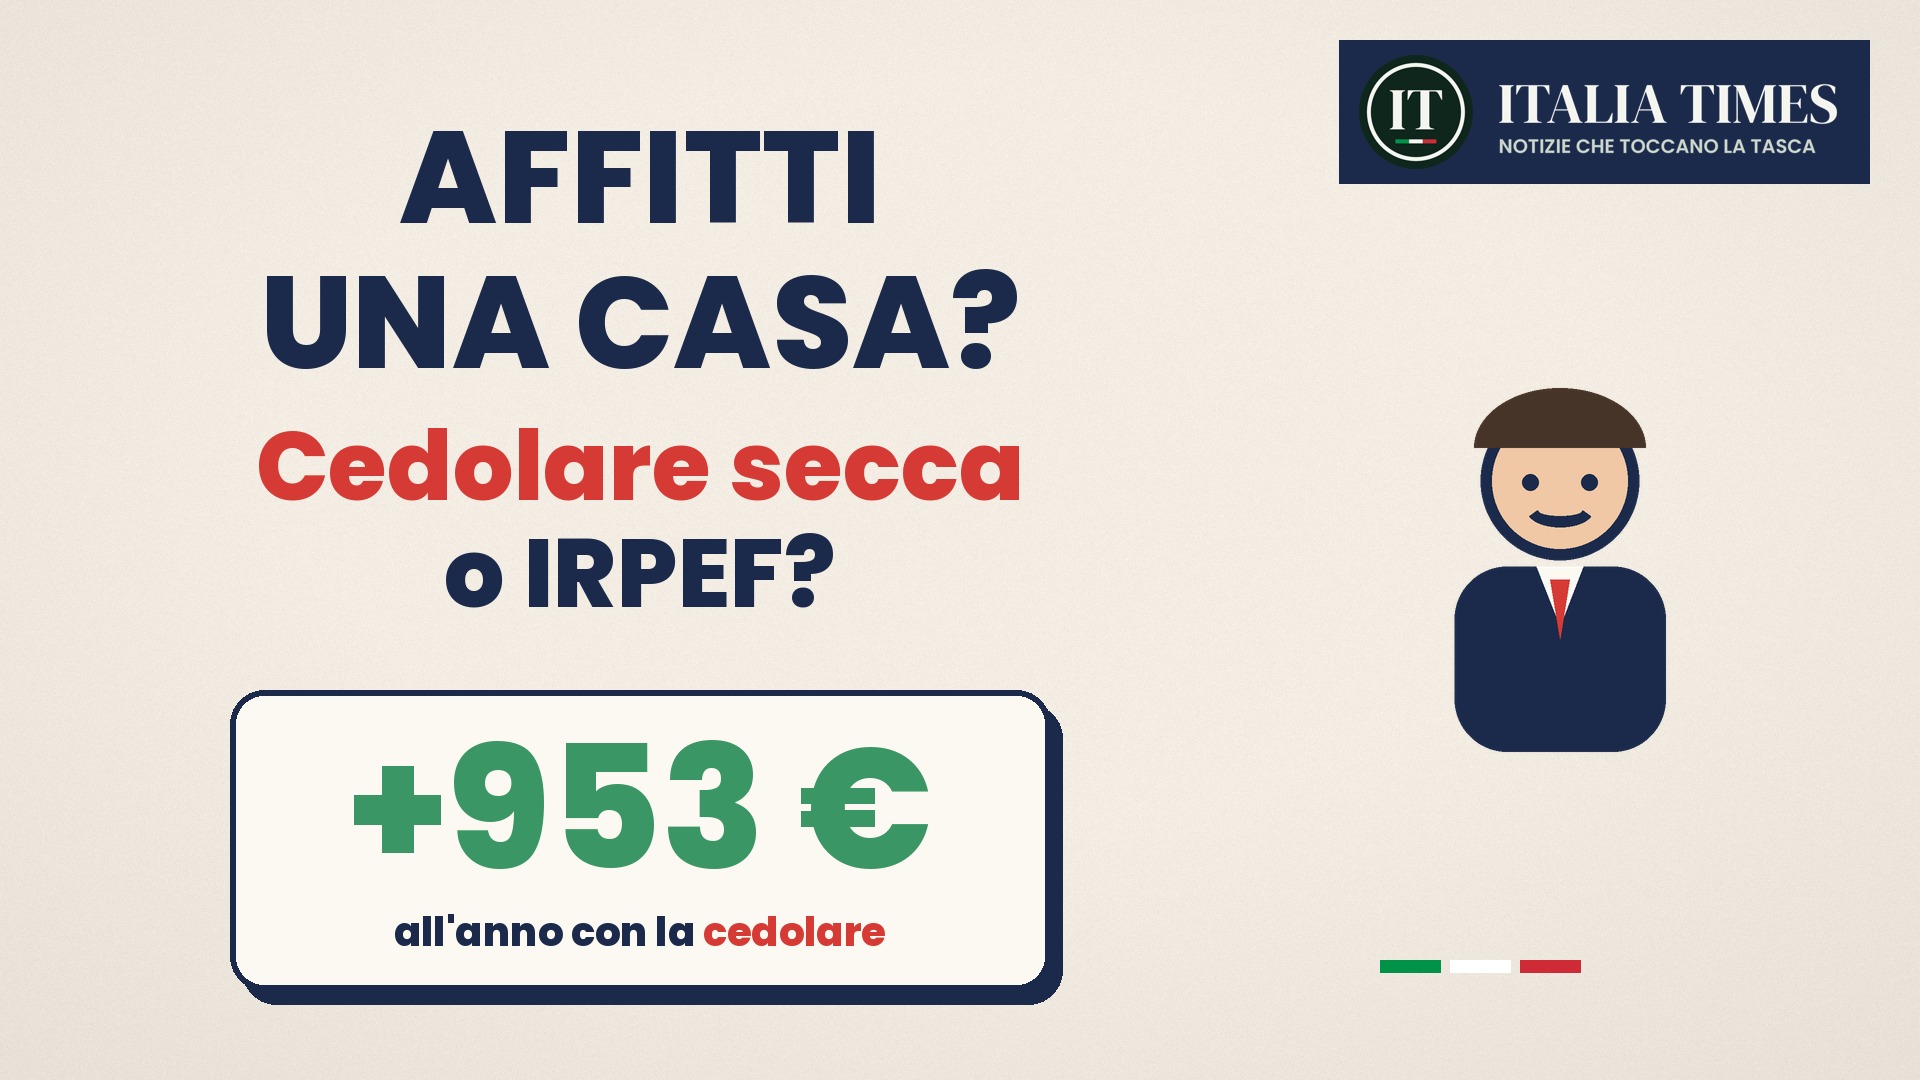 IT
ITALIA TIMES
NOTIZIE CHE TOCCANO LA TASCA
AFFITTI
UNA CASA?
Cedolare secca
o IRPEF?
+953 €
all'anno con la cedolare